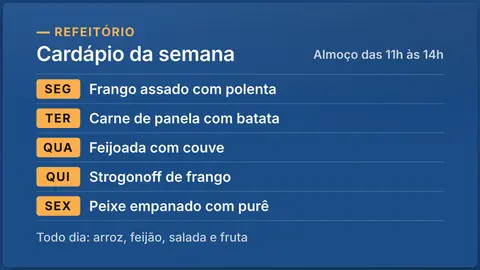 — REFEITÓRIO
Cardápio da semana
Almoço das 11h às 14h
SEG Frango assado com polenta
TER Carne de panela com batata
QUA Feijoada com couve
QUI Strogonoff de frango
SEX Peixe empanado com purê
Todo dia: arroz, feijão, salada e fruta